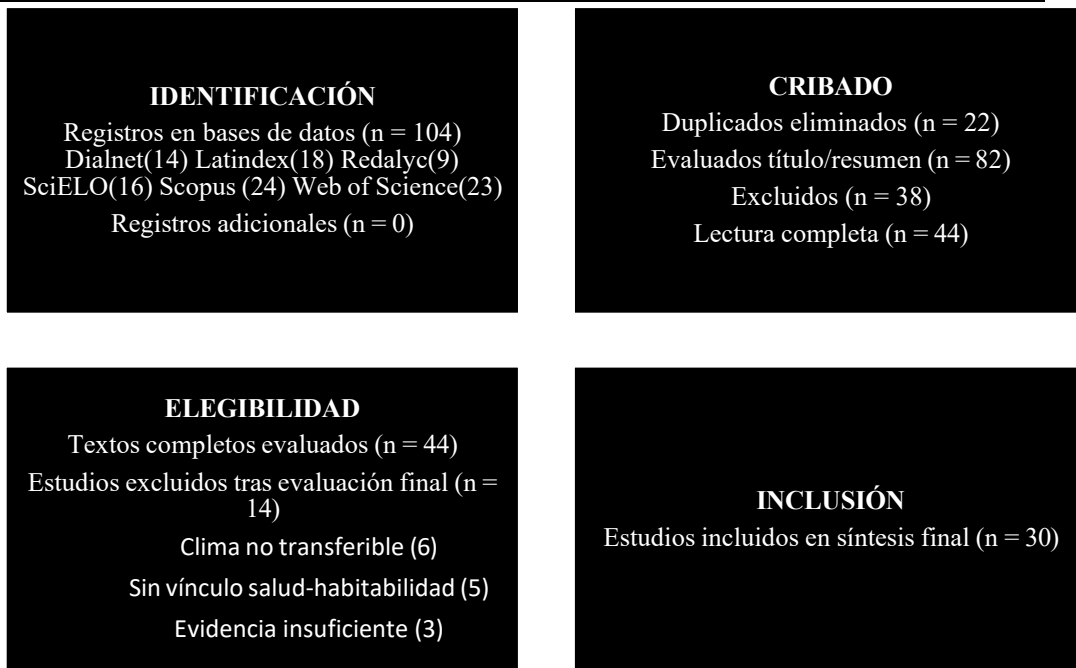 IDENTIFICACIÓN
Registros en bases de datos (n = 104)
Dialnet(14) Latindex(18) Redalyc(9)
SciELO(16) Scopus (24) Web of Science(23)
Registros adicionales (n = 0)
CRIBADO
Duplicados eliminados (n = 22)
Evaluados título/resumen (n = 82)
Excluidos (n = 38)
Lectura completa (n = 44)
ELEGIBILIDAD
Textos completos evaluados (n = 44)
Estudios excluidos tras evaluación final (n =
14)
Clima no transferible (6)
Sin vínculo salud-habitabilidad (5)
Evidencia insuficiente (3)
INCLUSIÓN
Estudios incluidos en síntesis final (n = 30)